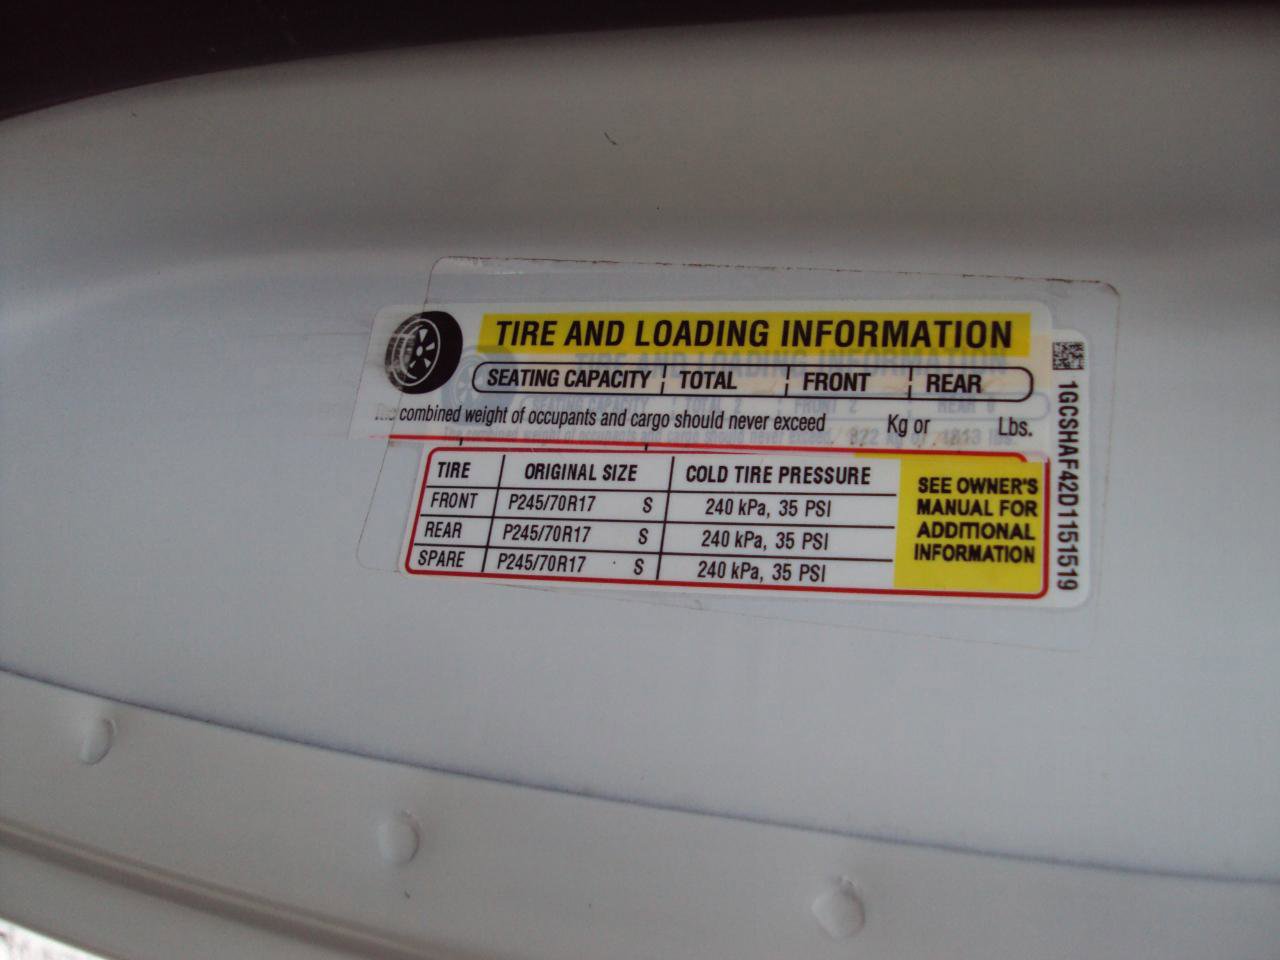 TIRE AND LOADING INFORMATION
SEATING CAPACITY TOTAL FRONT REAR
The combined weight of occupants and cargo should never exceed Kg or Lbs.
TIRE ORIGINAL SIZE COLD TIRE PRESSURE
FRONT P245/70R17 S 240 kPa, 35 PSI
REAR P245/70R17 S 240 kPa, 35 PSI
SPARE P245/70R17 S 240 kPa, 35 PSI
SEE OWNER'S
MANUAL FOR
ADDITIONAL
INFORMATION
1GCSHAF42D1151519